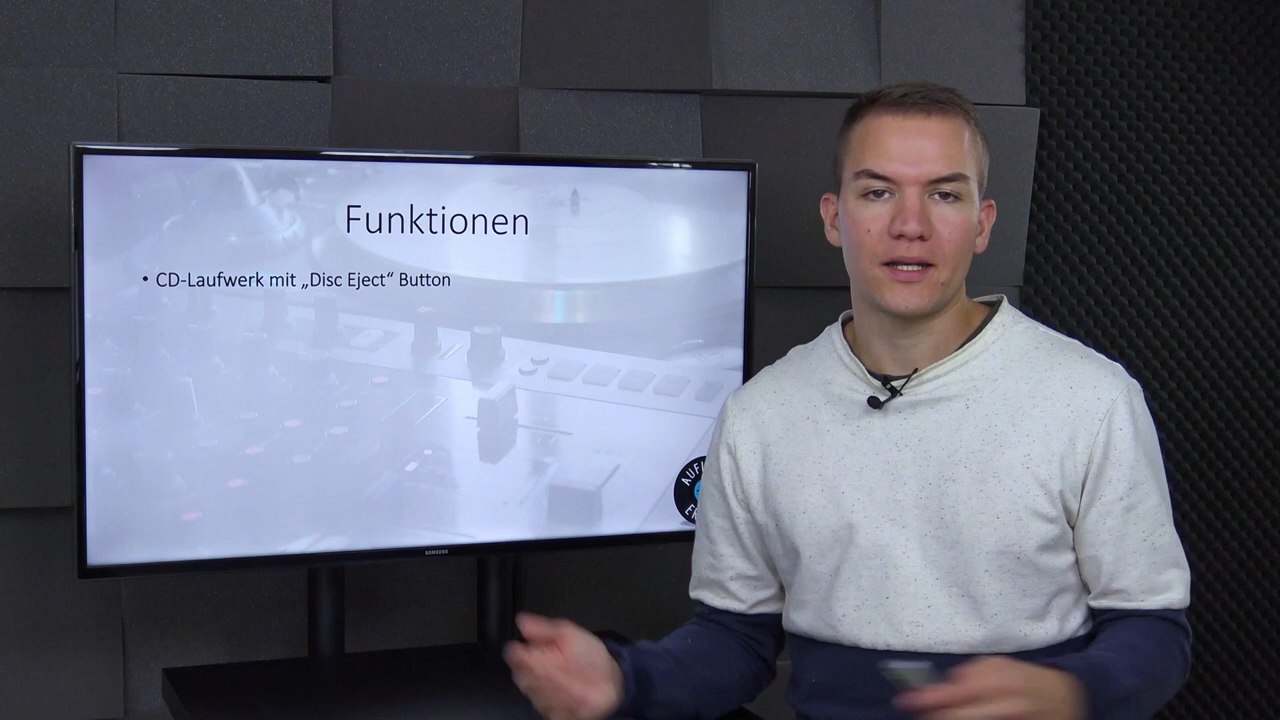 Funktionen
• CD-Laufwerk mit „Disc Eject“ Button
SAMSUNG